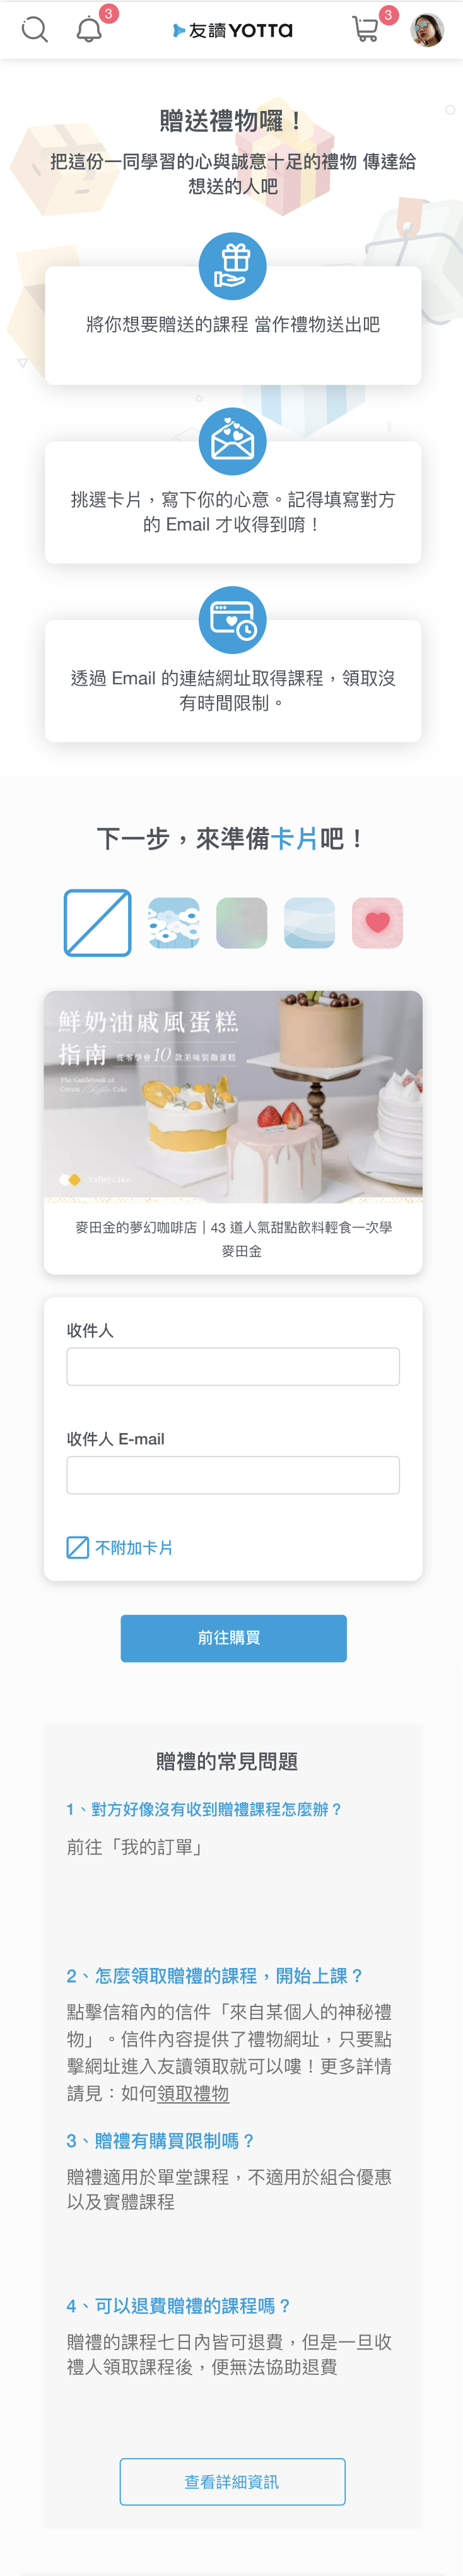 3
友讀 YOTTA
3
贈送禮物囉！
把這份一同學習的心與誠意十足的禮物 傳達給
想送的人吧
將你想要贈送的課程 當作禮物送出吧
挑選卡片，寫下你的心意。記得填寫對方
的 Email 才收得到唷！
透過 Email 的連結網址取得課程，領取沒
有時間限制。
下一步，來準備卡片吧！
鮮奶油戚風蛋糕
指南 從零學會 10 款美味裝飾蛋糕
The Guidebook of
Cream Chiffon Cake
麥田金的夢幻咖啡店｜43 道人氣甜點飲料輕食一次學
麥田金
收件人
收件人 E-mail
不附加卡片
前往購買
贈禮的常見問題
1、對方好像沒有收到贈禮課程怎麼辦？
前往「我的訂單」
2、怎麼領取贈禮的課程，開始上課？
點擊信箱內的信件「來自某個人的神秘禮
物」。信件內容提供了禮物網址，只要點
擊網址進入友讀領取就可以嘍！更多詳情
請見：如何領取禮物
3、贈禮有購買限制嗎？
贈禮適用於單堂課程，不適用於組合優惠
以及實體課程
4、可以退費贈禮的課程嗎？
贈禮的課程七日內皆可退費，但是一旦收
禮人領取課程後，便無法協助退費
查看詳細資訊